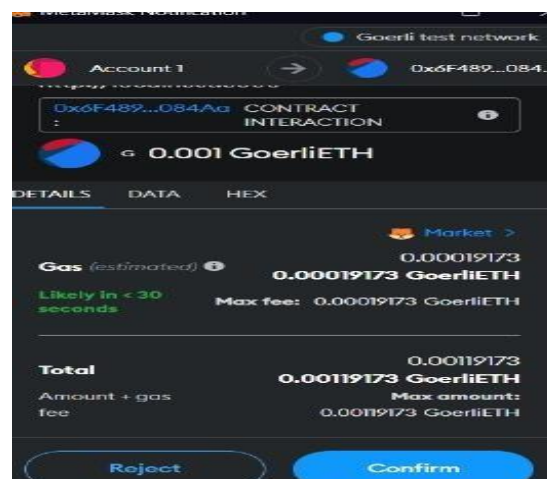 MetaMask Notification
Goerli test network
Account 1
0x6F489...084.
0x6F489...084Aa CONTRACT
: INTERACTION
G 0.001 GoerliETH
DETAILS DATA HEX
Market >
Gas (estimated) 0.00019173
0.00019173 GoerliETH
Likely in < 30 seconds Max fee: 0.00019173 GoerliETH
Total 0.00119173
0.00119173 GoerliETH
Amount + gas fee Max amount:
0.00119173 GoerliETH
Reject Confirm